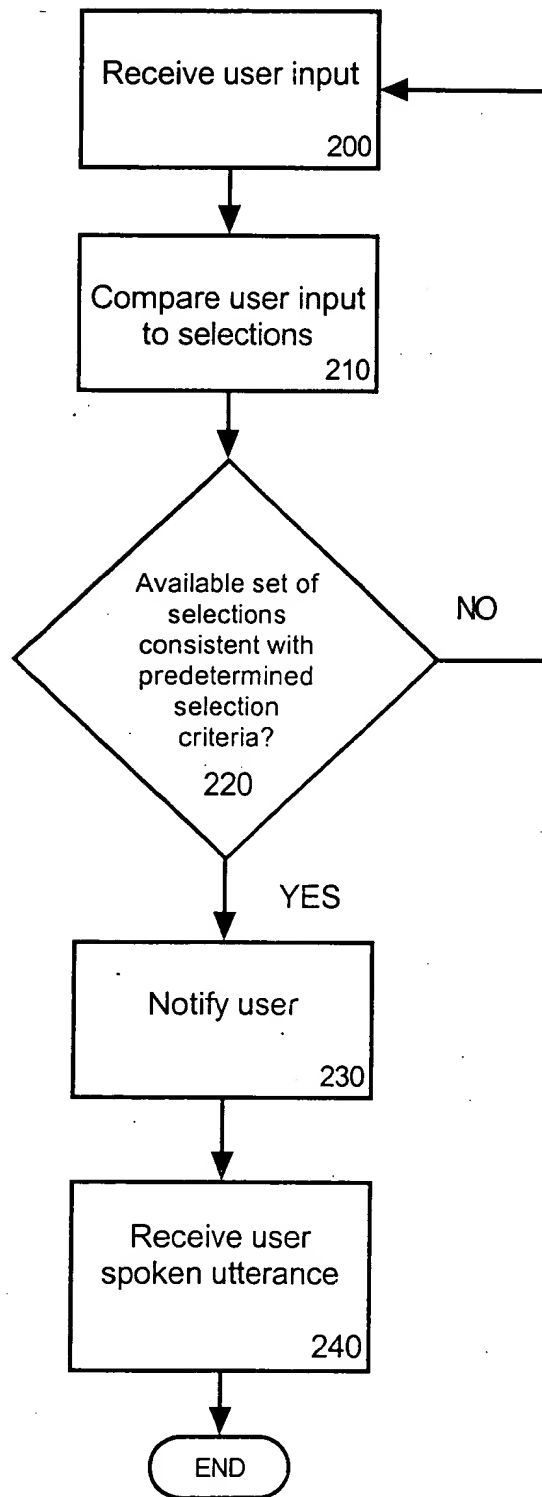 Receive user input
200
Compare user input
to selections
210
Available set of
selections
consistent with
predetermined
selection
criteria?
220
NO
YES
Notify user
230
Receive user
spoken utterance
240
END